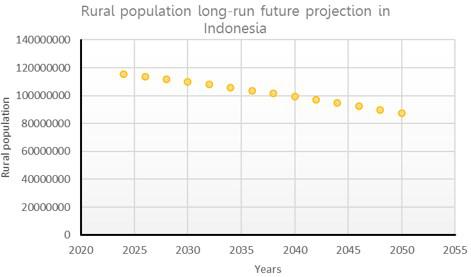 Rural population long-run future projection in
Indonesia
140000000
120000000
100000000
80000000
60000000
40000000
20000000
0
Rural population
2020 2025 2030 2035 2040 2045 2050 2055
Years